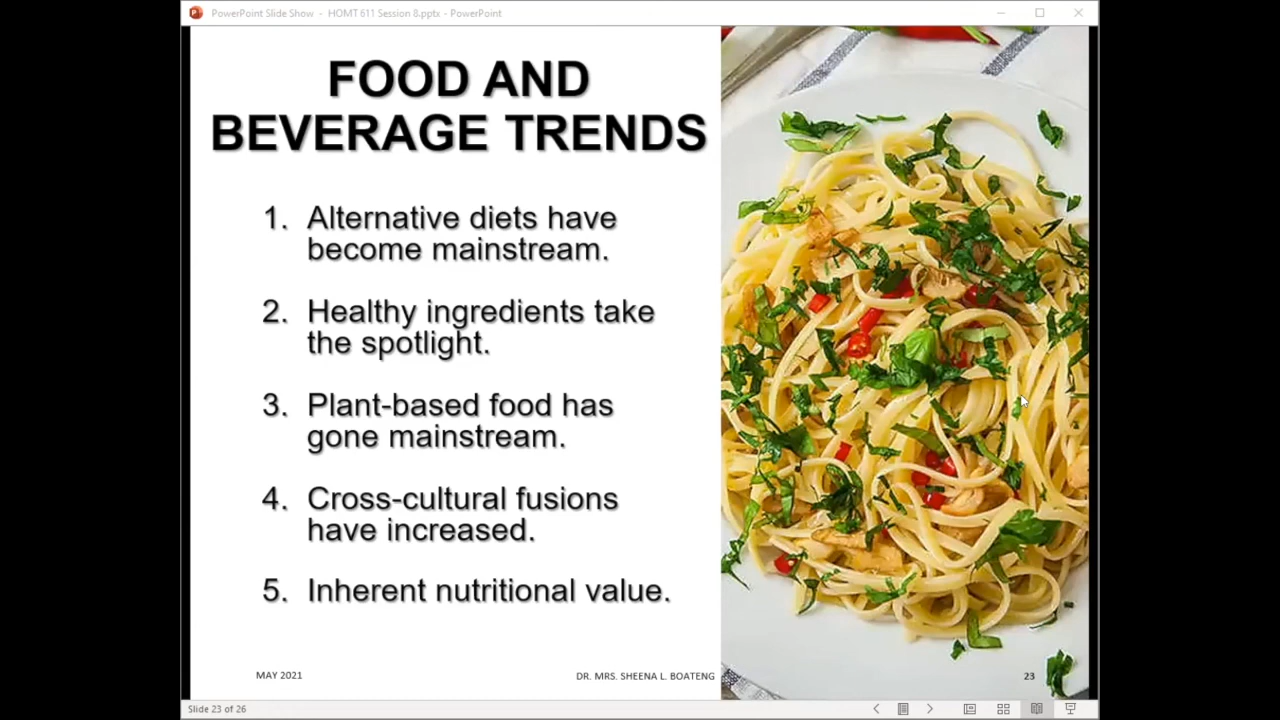 PowerPoint Slide Show - HOMT 611 Session 8.pptx - PowerPoint
FOOD AND
BEVERAGE TRENDS
1. Alternative diets have
become mainstream.
2. Healthy ingredients take
the spotlight.
3. Plant-based food has
gone mainstream.
4. Cross-cultural fusions
have increased.
5. Inherent nutritional value.
MAY 2021
DR. MRS. SHEENA L. BOATENG
23
Slide 23 of 26